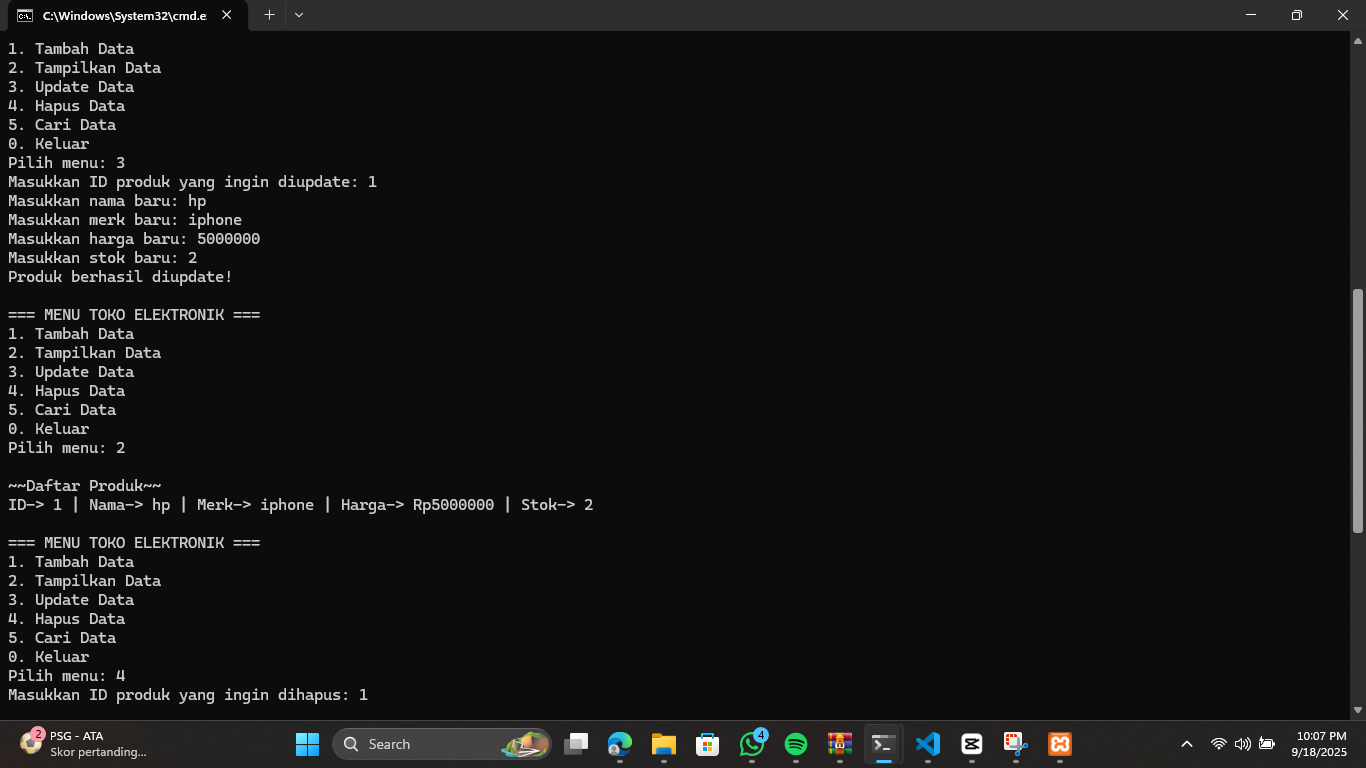 C:\Windows\System32\cmd.e
1. Tambah Data
2. Tampilkan Data
3. Update Data
4. Hapus Data
5. Cari Data
0. Keluar
Pilih menu: 3
Masukkan ID produk yang ingin diupdate: 1
Masukkan nama baru: hp
Masukkan merk baru: iphone
Masukkan harga baru: 5000000
Masukkan stok baru: 2
Produk berhasil diupdate!
=== MENU TOKO ELEKTRONIK ===
1. Tambah Data
2. Tampilkan Data
3. Update Data
4. Hapus Data
5. Cari Data
0. Keluar
Pilih menu: 2
~~Daftar Produk~~
ID-> 1 | Nama-> hp | Merk-> iphone | Harga-> Rp5000000 | Stok-> 2
=== MENU TOKO ELEKTRONIK ===
1. Tambah Data
2. Tampilkan Data
3. Update Data
4. Hapus Data
5. Cari Data
0. Keluar
Pilih menu: 4
Masukkan ID produk yang ingin dihapus: 1
2
PSG - ATA
Skor pertanding...
Search
4
10:07 PM
9/18/2025